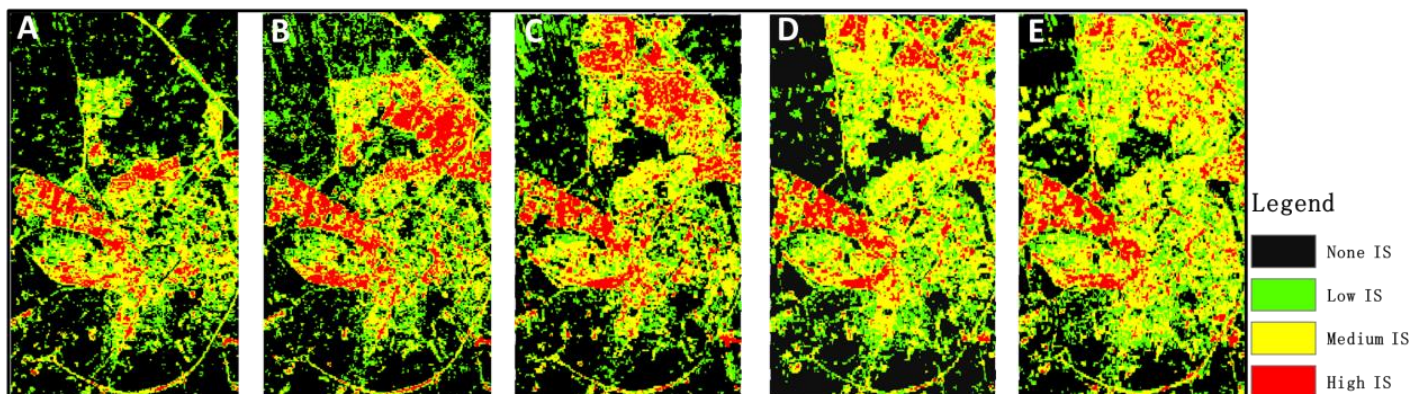 A B C D E
Legend
None IS
Low IS
Medium IS
High IS